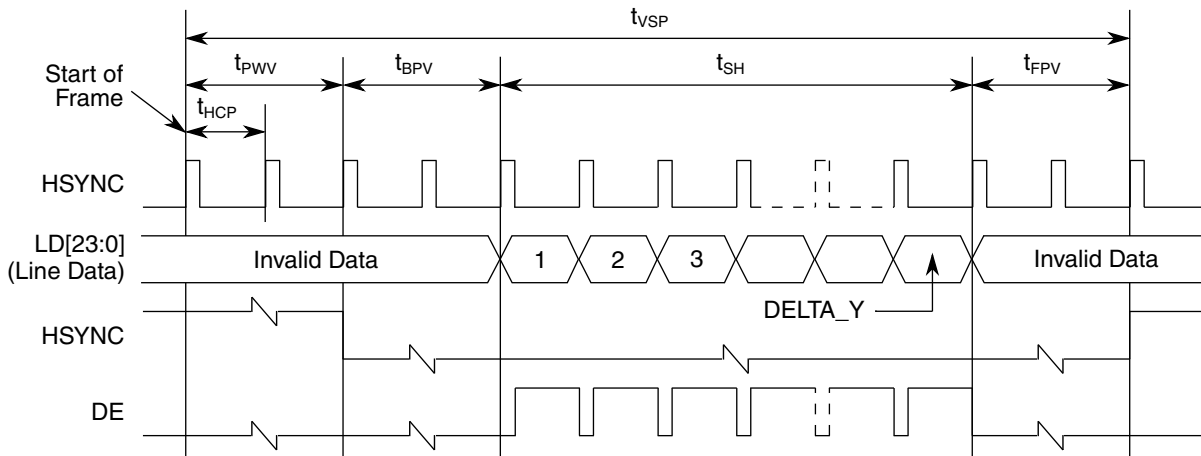 tVSP
tPWV
tBPV
tSH
tFPV
Start of
Frame
tHCP
HSYNC
LD[23:0]
(Line Data)
Invalid Data
1
2
3
Invalid Data
DELTA_Y
HSYNC
DE